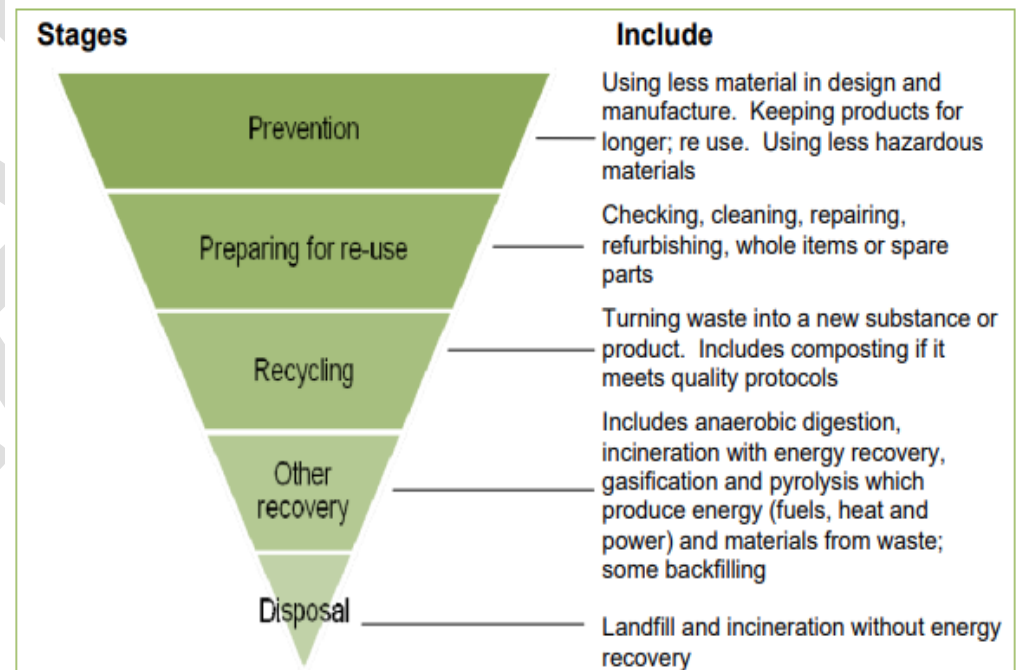 Stages
Include
Prevention
Using less material in design and
manufacture. Keeping products for
longer; re use. Using less hazardous
materials
Preparing for re-use
Checking, cleaning, repairing,
refurbishing, whole items or spare
parts
Recycling
Turning waste into a new substance or
product. Includes composting if it
meets quality protocols
Other
recovery
Includes anaerobic digestion,
incineration with energy recovery,
gasification and pyrolysis which
produce energy (fuels, heat and
power) and materials from waste;
some backfilling
Disposal
Landfill and incineration without energy
recovery